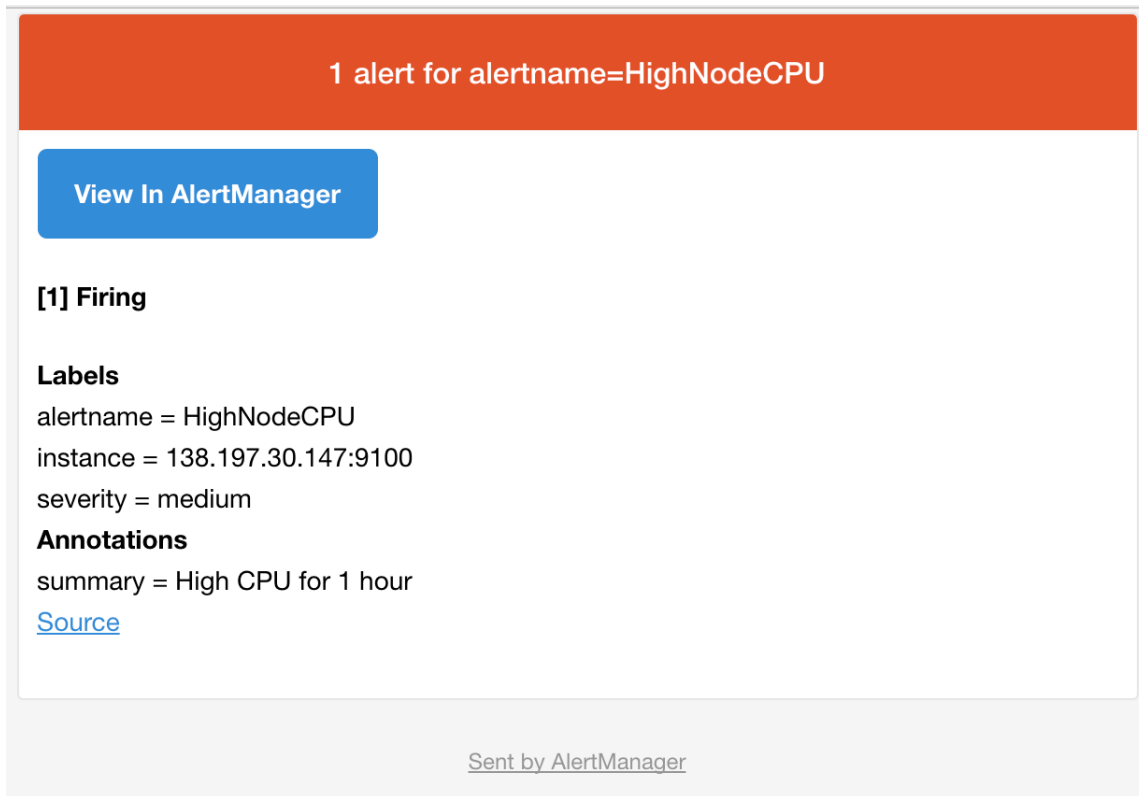 1 alert for alertname=HighNodeCPU
View In AlertManager
[1] Firing
Labels
alertname = HighNodeCPU
instance = 138.197.30.147:9100
severity = medium
Annotations
summary = High CPU for 1 hour
Source
Sent by AlertManager